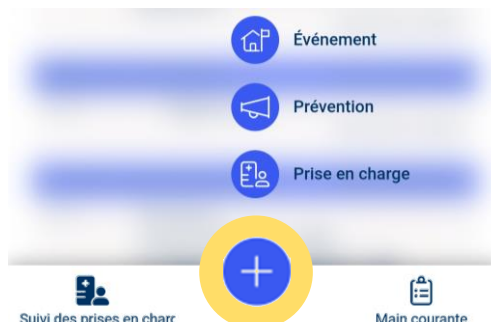 Événement
Prévention
Prise en charge
Suivi des prises en charg
Main courante